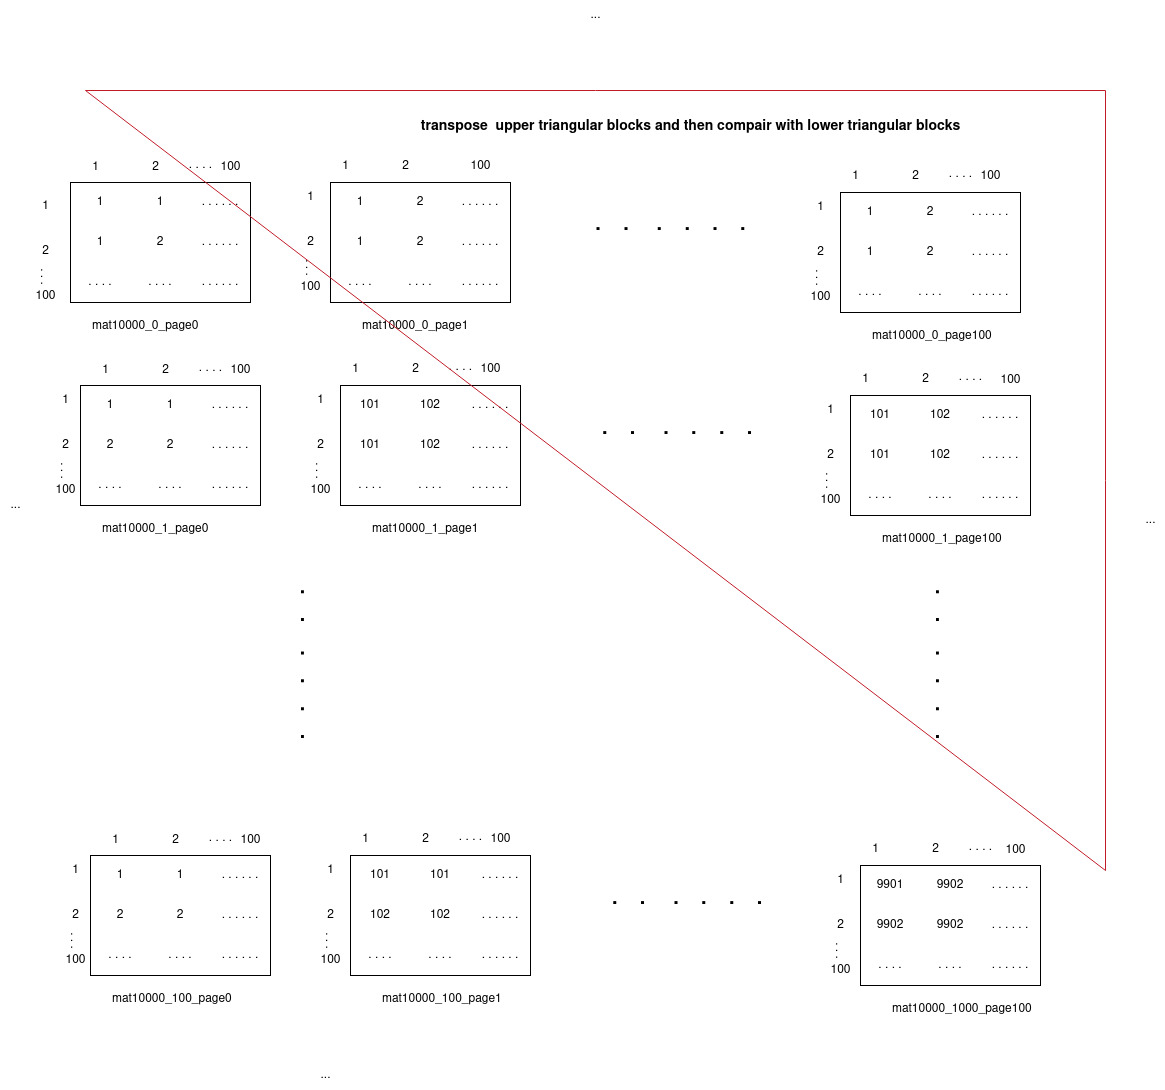 ...
transpose  upper triangular blocks and then compair with lower triangular blocks
1 2 .... 100
1 2 100
1 2 .... 100
1 1 1 ......
2 1 2 ......
: 
100 .... .... ......
mat10000_0_page0
1 1 2 ......
2 1 2 ......
:
100 .... .... ......
mat10000_0_page1
. . . . . .
1 1 2 ......
2 1 2 ......
:
100 .... .... ......
mat10000_0_page100
1 2 .... 100
1 1 1 ......
2 2 2 ......
:
100 .... .... ......
mat10000_1_page0
1 2 .... 100
1 101 102 ......
2 101 102 ......
:
100 .... .... ......
mat10000_1_page1
. . . . . .
1 2 .... 100
1 101 102 ......
2 101 102 ......
:
100 .... .... ......
mat10000_1_page100
...
...
1 2 .... 100
1 1 1 ......
2 2 2 ......
:
100 .... .... ......
mat10000_100_page0
1 2 .... 100
1 101 101 ......
2 102 102 ......
:
100 .... .... ......
mat10000_100_page1
. . . . . .
1 2 .... 100
1 9901 9902 ......
2 9902 9902 ......
:
100 .... .... ......
mat10000_1000_page100
...